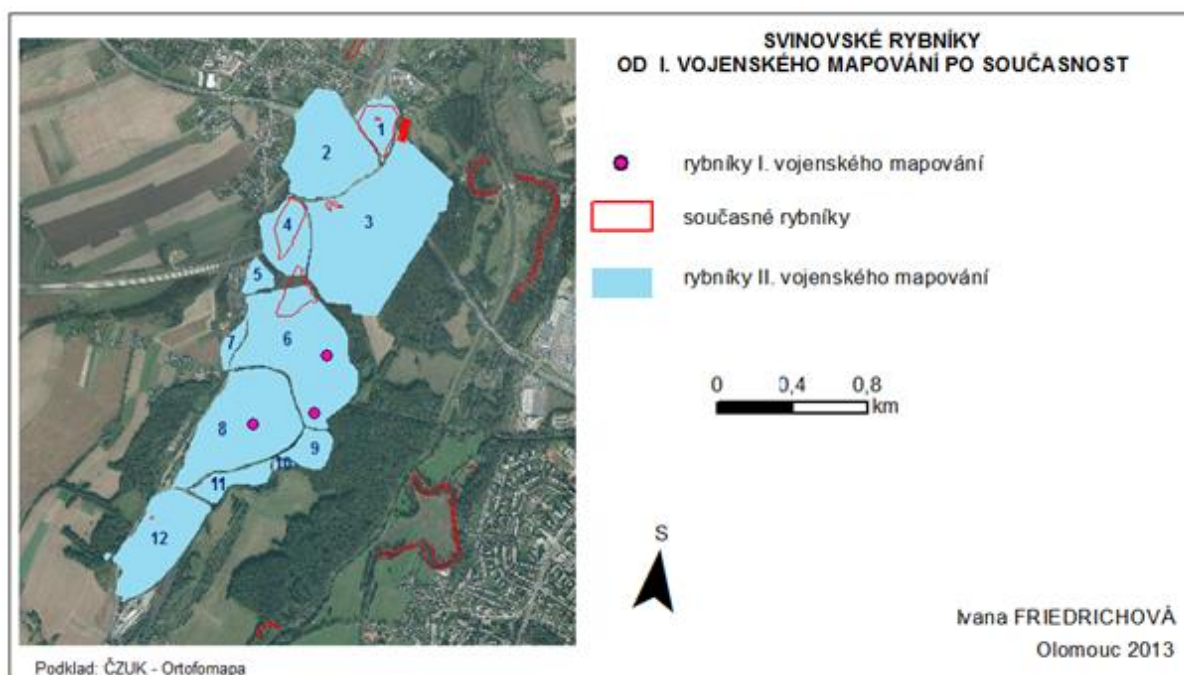 SVINOVSKÉ RYBNÍKY
OD I. VOJENSKÉHO MAPOVÁNÍ PO SOUČASNOST
rybníky I. vojenského mapování
současné rybníky
rybníky II. vojenského mapování
0 0,4 0,8
km
S
1
2
3
4
5
6
7
8
9
10
11
12
Ivana FRIEDRICHOVÁ
Olomouc 2013
Podklad: ČZUK - Ortofomapa